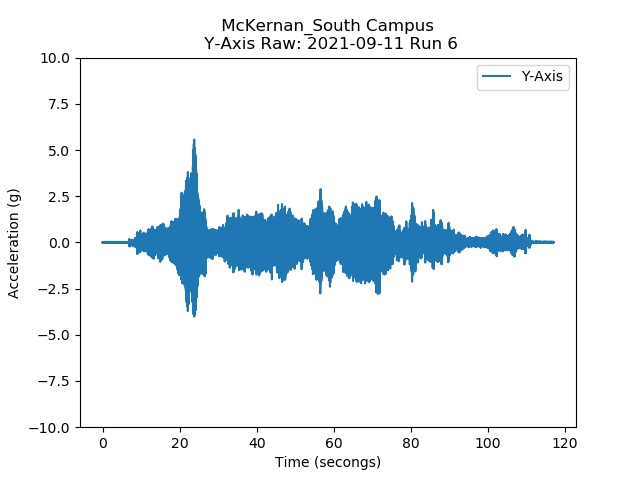 McKernan_South Campus
Y-Axis Raw: 2021-09-11 Run 6
Y-Axis
10.0
7.5
5.0
2.5
0.0
−2.5
−5.0
−7.5
−10.0
Acceleration (g)
0 20 40 60 80 100 120
Time (secongs)